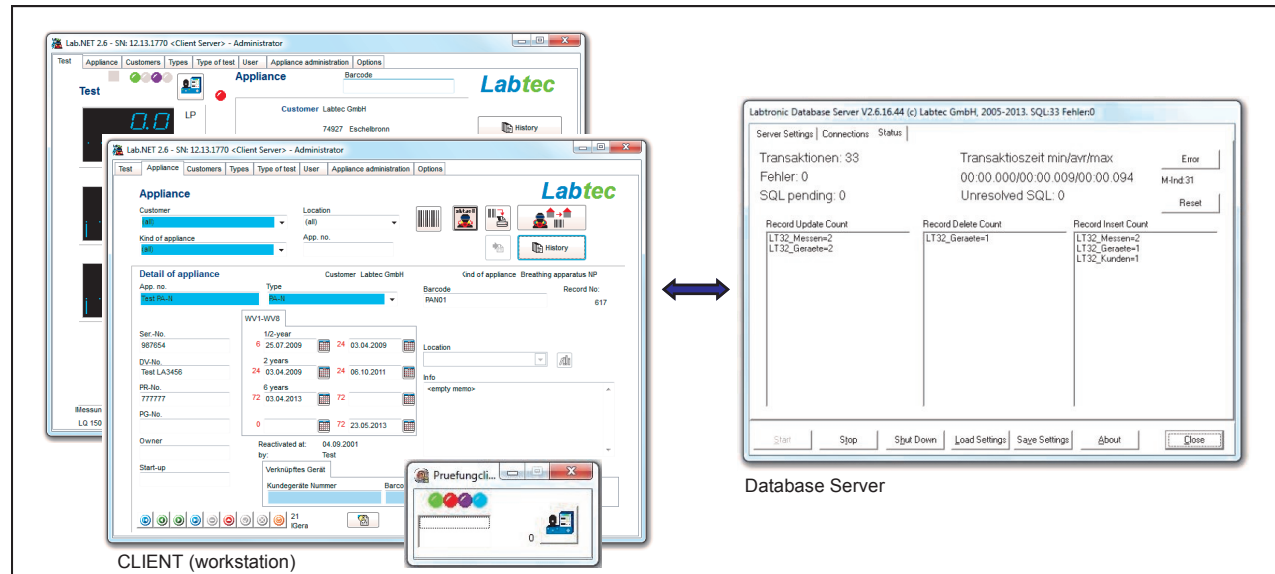 Lab.NET 2.6 - SN: 12.13.1770 <Client Server> - Administrator
Test Appliance Customers Types Type of test User Appliance administration Options
Test
Appliance
Barcode
Labtec
0.0 LP
Customer Labtec GmbH
74927 Eschelbronn
History
Lab.NET 2.6 - SN: 12.13.1770 <Client Server> - Administrator
Test Appliance Customers Types Type of test User Appliance administration Options
Appliance
Labtec
Customer Location
(all) (all)
aktuell
Kind of appliance App. no.
(all)
History
Detail of appliance Customer Labtec GmbH Kind of appliance Breathing apparatus NP
App. no. Type Barcode Record No:
Test PA-N PA-N PAN01 617
WV1-WV8
Ser.-No. 1/2-year
987654 6 25.07.2009 24 03.04.2009
Location
DV-No. 2 years
Test LA3456 24 03.04.2009 24 06.10.2011
Info
PR-No. 6 years
<empty memo>
777777 72 03.04.2013 72
PG-No.
0 72 23.05.2013
Owner Reactivated at: 04.09.2001
by: Test
Start-up Verknüpftes Gerät
Kundegeräte Nummer
21
Messun
LQ 150
Pruefungcli...
0
CLIENT (workstation)
Labtronic Database Server V2.6.16.44 (c) Labtec GmbH, 2005-2013. SQL:33 Fehler:0
Server Settings Connections Status
Transaktionen: 33 Transaktioszeit min/avr/max Error
Fehler: 0 00:00.000/00:00.009/00:00.094 M-Ind:31
SQL pending: 0 Unresolved SQL: 0 Reset
Record Update Count Record Delete Count Record Insert Count
LT32_Messen=2 LT32_Geraete=1 LT32_Messen=2
LT32_Geraete=2 LT32_Geraete=1
LT32_Kunden=1
Start Stop Shut Down Load Settings Save Settings About Close
Database Server